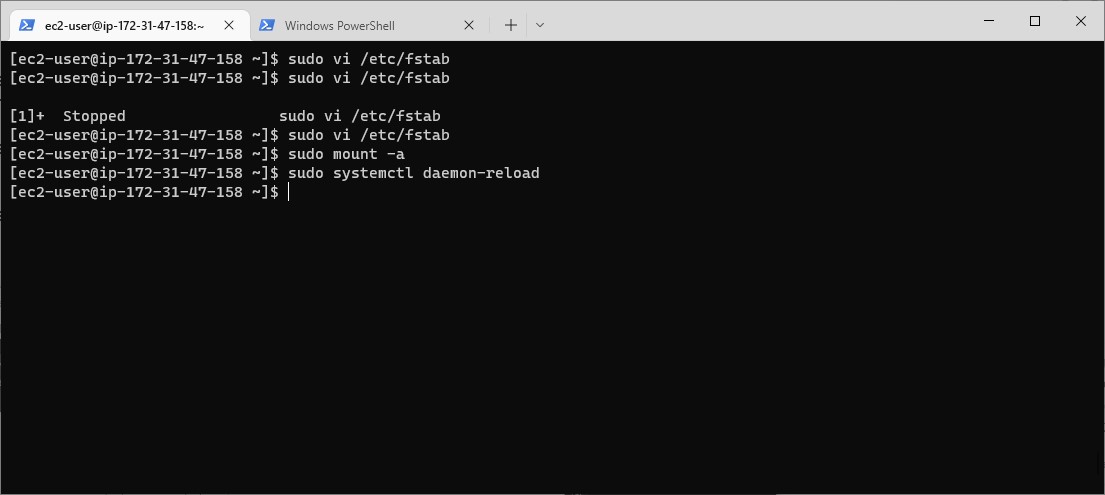 ec2-user@ip-172-31-47-158:~
Windows PowerShell
[ec2-user@ip-172-31-47-158 ~]$ sudo vi /etc/fstab
[ec2-user@ip-172-31-47-158 ~]$ sudo vi /etc/fstab
[1]+  Stopped                 sudo vi /etc/fstab
[ec2-user@ip-172-31-47-158 ~]$ sudo vi /etc/fstab
[ec2-user@ip-172-31-47-158 ~]$ sudo mount -a
[ec2-user@ip-172-31-47-158 ~]$ sudo systemctl daemon-reload
[ec2-user@ip-172-31-47-158 ~]$